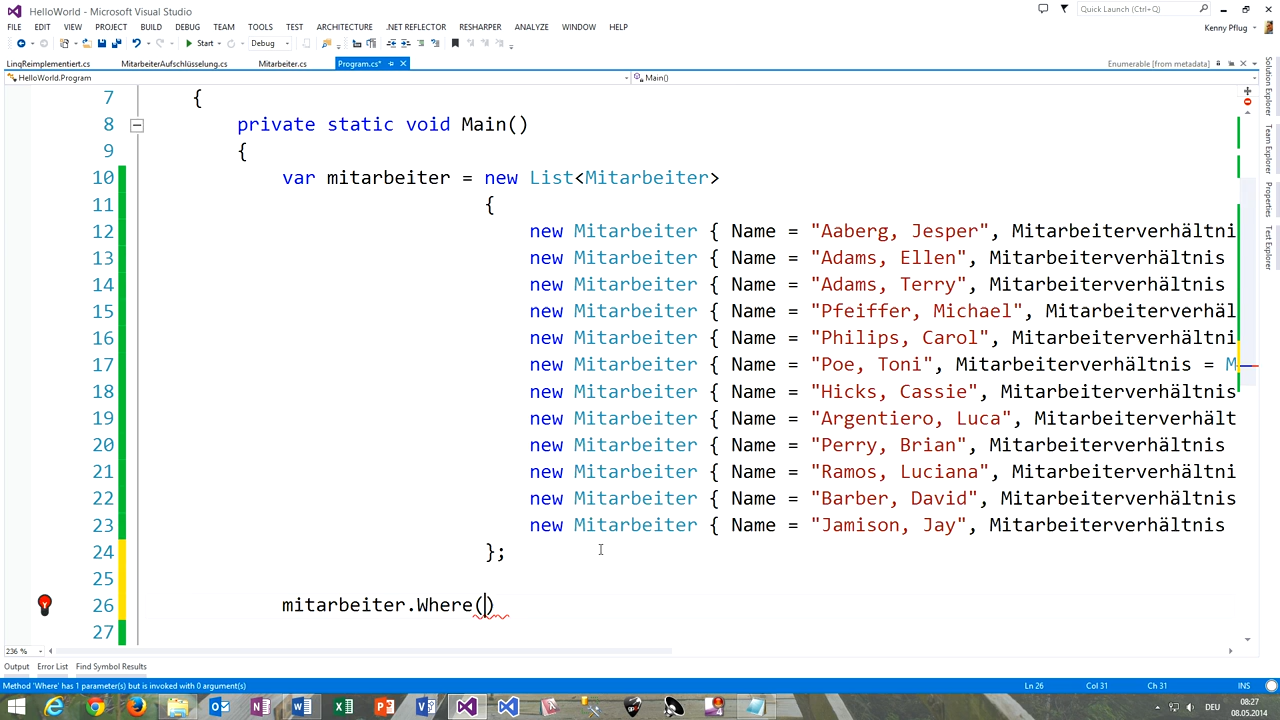 HelloWorld - Microsoft Visual Studio
Quick Launch (Ctrl+Q)
FILE EDIT VIEW PROJECT BUILD DEBUG TEAM TOOLS TEST ARCHITECTURE .NET REFLECTOR RESHARPER ANALYZE WINDOW HELP
Kenny Pflug
Start Debug
LinqReimplementiert.cs MitarbeiterAufschlüsselung.cs Mitarbeiter.cs Program.cs* Enumerable [from metadata]
HelloWorld.Program Main()
7 {
8 private static void Main()
9 {
10 var mitarbeiter = new List<Mitarbeiter>
11 {
12 new Mitarbeiter { Name = "Aaberg, Jesper", Mitarbeiterverhältni
13 new Mitarbeiter { Name = "Adams, Ellen", Mitarbeiterverhältnis
14 new Mitarbeiter { Name = "Adams, Terry", Mitarbeiterverhältnis
15 new Mitarbeiter { Name = "Pfeiffer, Michael", Mitarbeiterverhäl
16 new Mitarbeiter { Name = "Philips, Carol", Mitarbeiterverhältni
17 new Mitarbeiter { Name = "Poe, Toni", Mitarbeiterverhältnis = M
18 new Mitarbeiter { Name = "Hicks, Cassie", Mitarbeiterverhältnis
19 new Mitarbeiter { Name = "Argentiero, Luca", Mitarbeiterverhält
20 new Mitarbeiter { Name = "Perry, Brian", Mitarbeiterverhältnis
21 new Mitarbeiter { Name = "Ramos, Luciana", Mitarbeiterverhältni
22 new Mitarbeiter { Name = "Barber, David", Mitarbeiterverhältnis
23 new Mitarbeiter { Name = "Jamison, Jay", Mitarbeiterverhältnis
24 };
25
26 mitarbeiter.Where()
27
Solution Explorer
Team Explorer
Properties
Test Explorer
236 %
Output Error List Find Symbol Results
Method 'Where' has 1 parameter(s) but is invoked with 0 argument(s) Ln 26 Col 31 Ch 31 INS
DEU 08:27
08.05.2014